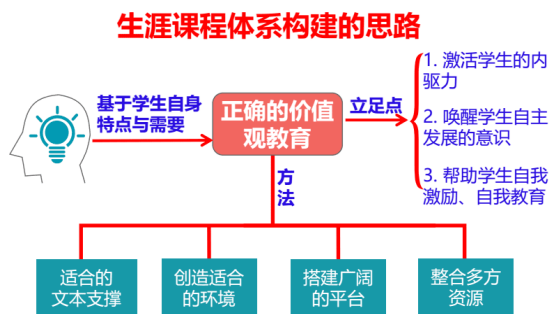 生涯课程体系构建的思路
基于学生自身
特点与需要
正确的价值
观教育
立足点
1. 激活学生的内
驱力
2. 唤醒学生自主
发展的意识
3. 帮助学生自我
激励、自我教育
方
法
适合的
文本支撑
创造适合
的环境
搭建广阔
的平台
整合多方
资源